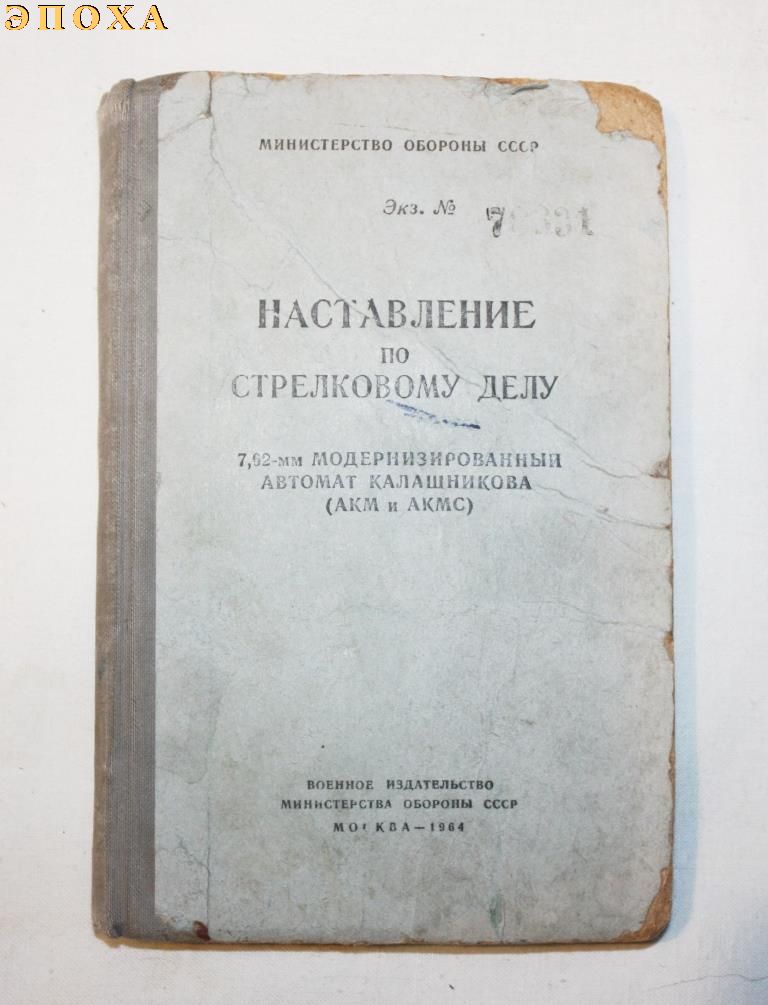 ЭПОХА
МИНИСТЕРСТВО ОБОРОНЫ СССР
Экз. №
НАСТАВЛЕНИЕ
ПО
СТРЕЛКОВОМУ ДЕЛУ
7,62-мм МОДЕРНИЗИРОВАННЫЙ
АВТОМАТ КАЛАШНИКОВА
(АКМ и АКМС)
ВОЕННОЕ ИЗДАТЕЛЬСТВО
МИНИСТЕРСТВА ОБОРОНЫ СССР
МОСКВА—1964